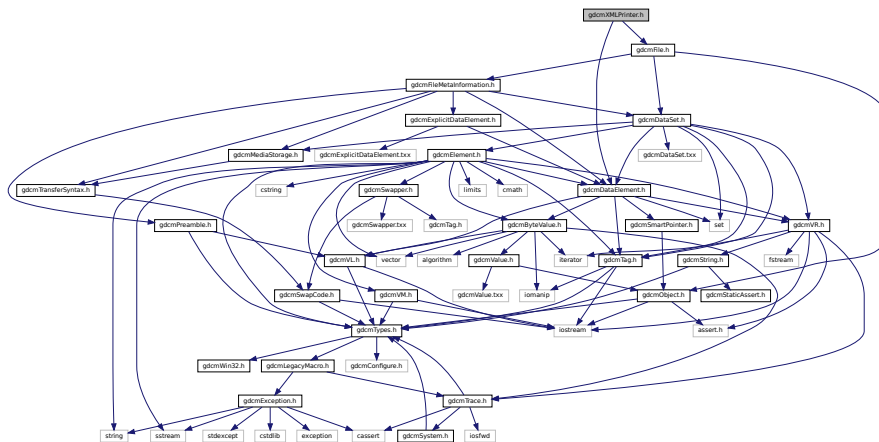 gdcmXMLPrinter.h
gdcmFile.h
gdcmFileMetaInformation.h
gdcmExplicitDataElement.h
gdcmDataSet.h
gdcmMediaStorage.h
gdcmExplicitDataElement.txx
gdcmElement.h
gdcmDataSet.txx
gdcmTransferSyntax.h
cstring
gdcmSwapper.h
limits
cmath
gdcmDataElement.h
gdcmPreamble.h
gdcmSwapper.txx
gdcmTag.h
gdcmByteValue.h
gdcmSmartPointer.h
set
gdcmVR.h
gdcmVL.h
vector
algorithm
gdcmValue.h
iterator
gdcmTag.h
gdcmString.h
fstream
gdcmSwapCode.h
gdcmVM.h
gdcmValue.txx
iomanip
gdcmObject.h
gdcmStaticAssert.h
gdcmTypes.h
iostream
assert.h
gdcmWin32.h
gdcmLegacyMacro.h
gdcmConfigure.h
gdcmException.h
gdcmTrace.h
string
sstream
stdexcept
cstdlib
exception
cassert
gdcmSystem.h
iosfwd